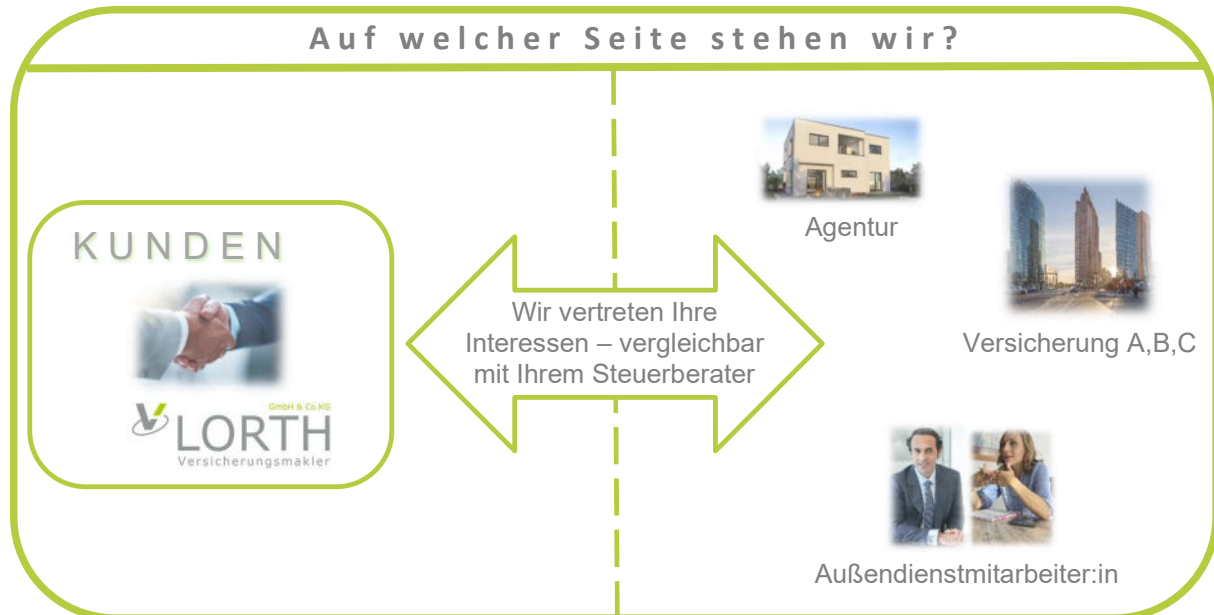 Auf welcher Seite stehen wir?
KUNDEN
GmbH & Co.KG
LORTH
Versicherungsmakler
Wir vertreten Ihre
Interessen – vergleichbar
mit Ihrem Steuerberater
Agentur
Versicherung A,B,C
Außendienstmitarbeiter:in